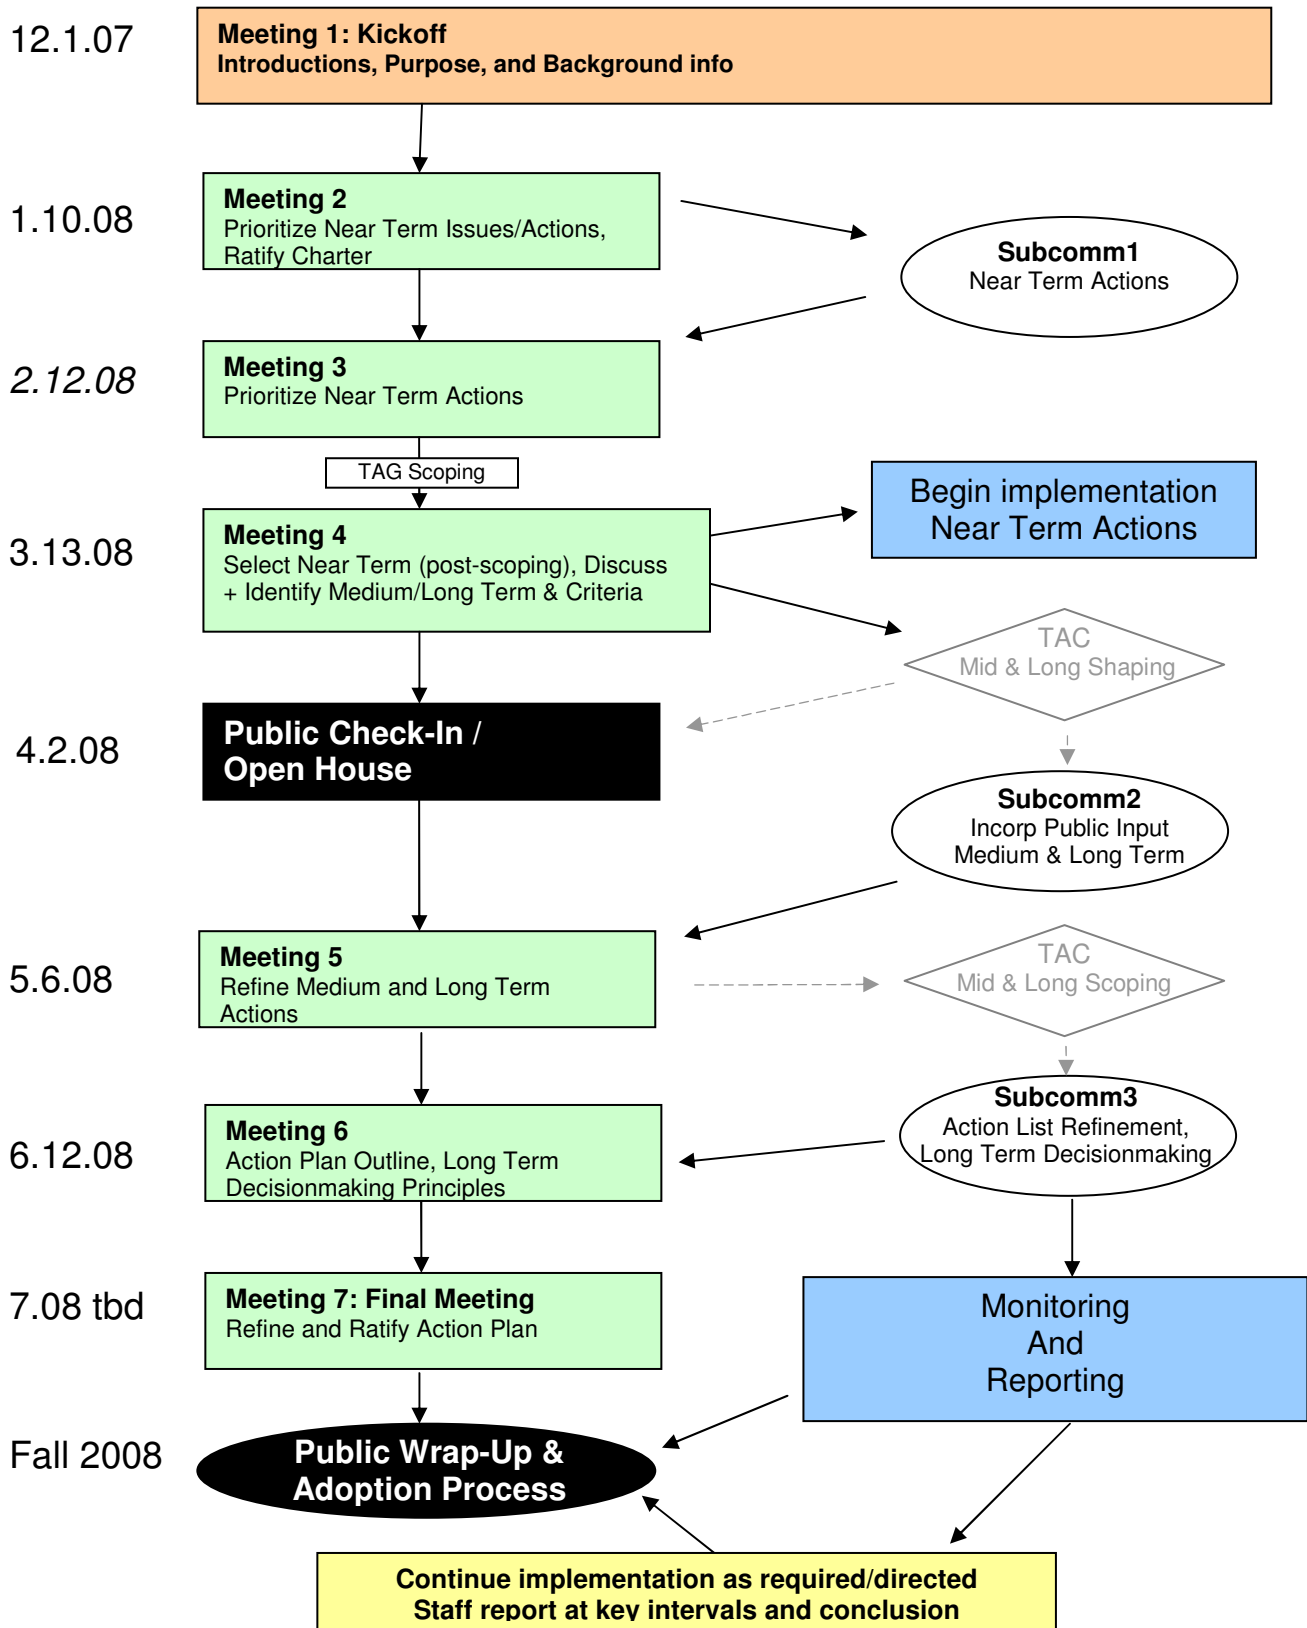 12.1.07
Meeting 1: Kickoff
Introductions, Purpose, and Background info
1.10.08
Meeting 2
Prioritize Near Term Issues/Actions,
Ratify Charter
Subcomm1
Near Term Actions
2.12.08
Meeting 3
Prioritize Near Term Actions
TAG Scoping
3.13.08
Meeting 4
Select Near Term (post-scoping), Discuss
+ Identify Medium/Long Term & Criteria
Begin implementation
Near Term Actions
TAC
Mid & Long Shaping
4.2.08
Public Check-In /
Open House
Subcomm2
Incorp Public Input
Medium & Long Term
5.6.08
Meeting 5
Refine Medium and Long Term
Actions
TAC
Mid & Long Scoping
6.12.08
Meeting 6
Action Plan Outline, Long Term
Decisionmaking Principles
Subcomm3
Action List Refinement,
Long Term Decisionmaking
7.08 tbd
Meeting 7: Final Meeting
Refine and Ratify Action Plan
Monitoring
And
Reporting
Fall 2008
Public Wrap-Up &
Adoption Process
Continue implementation as required/directed
Staff report at key intervals and conclusion